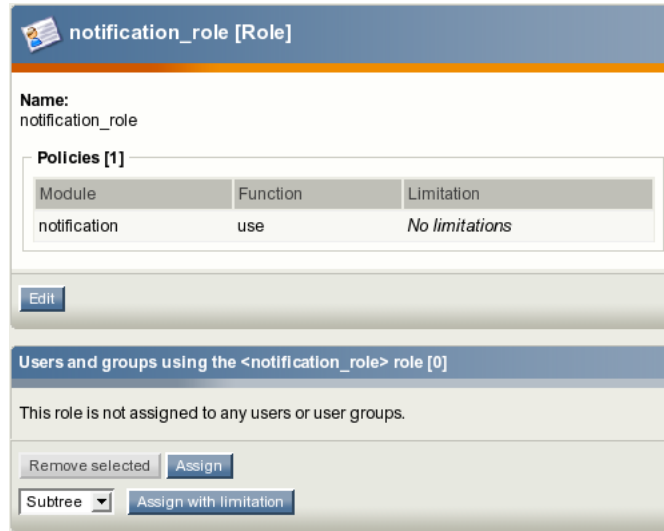 notification_role [Role]
Name:
notification_role
Policies [1]
Module Function Limitation
notification use No limitations
Edit
Users and groups using the <notification_role> role [0]
This role is not assigned to any users or user groups.
Remove selected Assign
Subtree Assign with limitation